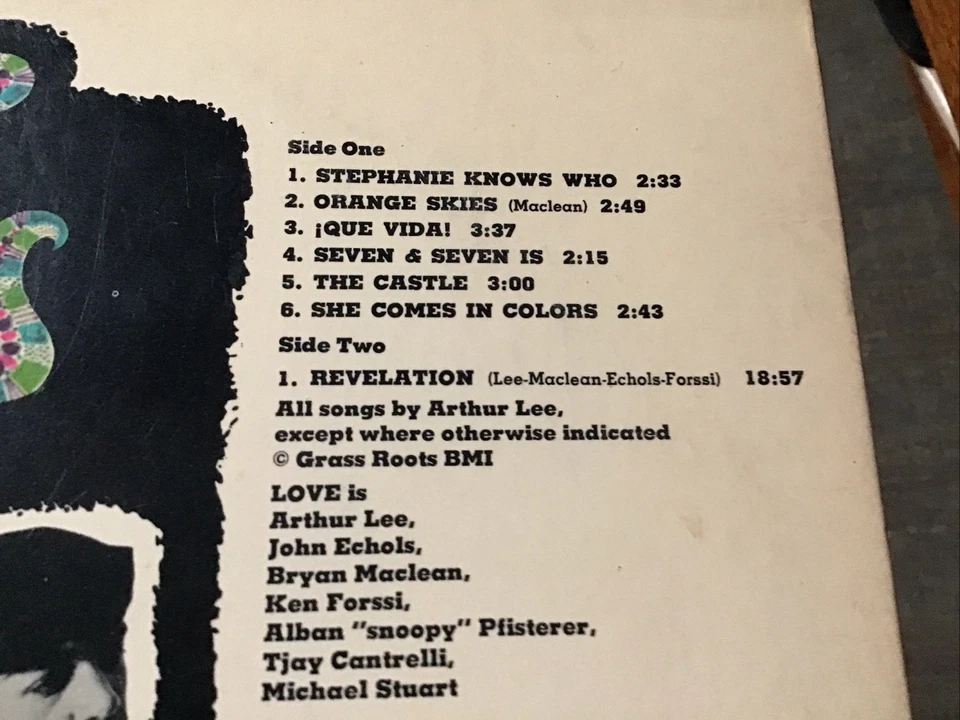 Side One
1. STEPHANIE KNOWS WHO 2:33
2. ORANGE SKIES (Maclean) 2:49
3. ¡QUE VIDA! 3:37
4. SEVEN & SEVEN IS 2:15
5. THE CASTLE 3:00
6. SHE COMES IN COLORS 2:43
Side Two
1. REVELATION (Lee-Maclean-Echols-Forssi) 18:57
All songs by Arthur Lee,
except where otherwise indicated
© Grass Roots BMI
LOVE is
Arthur Lee,
John Echols,
Bryan Maclean,
Ken Forssi,
Alban "snoopy" Pfisterer,
Tjay Cantrelli,
Michael Stuart